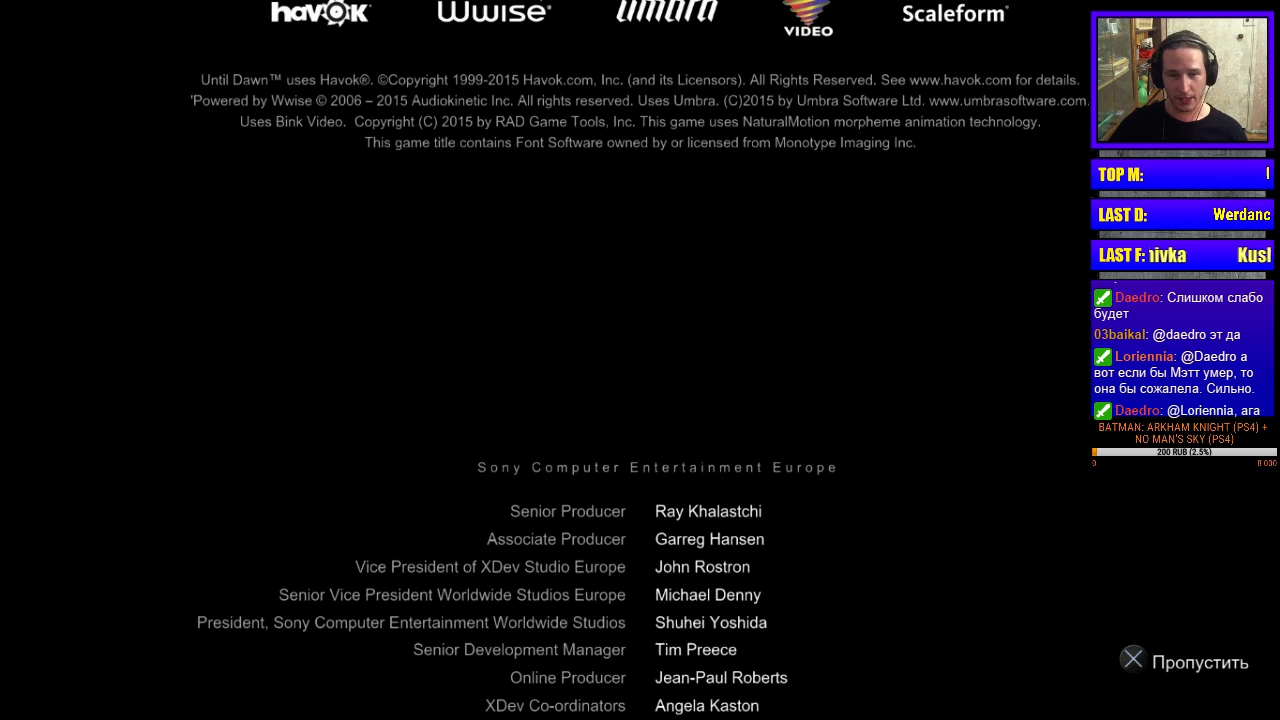 havok Wwise® umbra VIDEO Scaleform®
Until Dawn™ uses Havok®. ©Copyright 1999-2015 Havok.com, Inc. (and its Licensors). All Rights Reserved. See www.havok.com for details.
'Powered by Wwise © 2006 – 2015 Audiokinetic Inc. All rights reserved. Uses Umbra. (C)2015 by Umbra Software Ltd. www.umbrasoftware.com.
Uses Bink Video. Copyright (C) 2015 by RAD Game Tools, Inc. This game uses NaturalMotion morpheme animation technology.
This game title contains Font Software owned by or licensed from Monotype Imaging Inc.
Sony Computer Entertainment Europe
Senior Producer Ray Khalastchi
Associate Producer Garreg Hansen
Vice President of XDev Studio Europe John Rostron
Senior Vice President Worldwide Studios Europe Michael Denny
President, Sony Computer Entertainment Worldwide Studios Shuhei Yoshida
Senior Development Manager Tim Preece
Online Producer Jean-Paul Roberts
XDev Co-ordinators Angela Kaston
Пропустить
TOP M:
LAST D: Werdanc
LAST F: nivka Kusl
Daedro: Слишком слабо
будет
03baikal: @daedro эт да
Loriennia: @Daedro а
вот если бы Мэтт умер, то
она бы сожалела. Сильно.
Daedro: @Loriennia, ага
BATMAN: ARKHAM KNIGHT (PS4) +
NO MAN'S SKY (PS4)
200 RUB (2.5%)
0 8 000